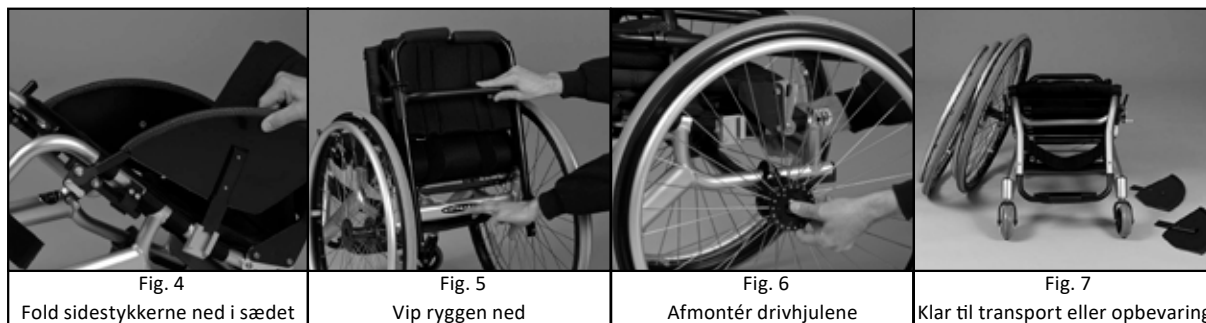 Fig. 4
Fold sidestykkerne ned i sædet
Fig. 5
Vip ryggen ned
Fig. 6
Afmontér drivhjulene
Fig. 7
Klar til transport eller opbevaring